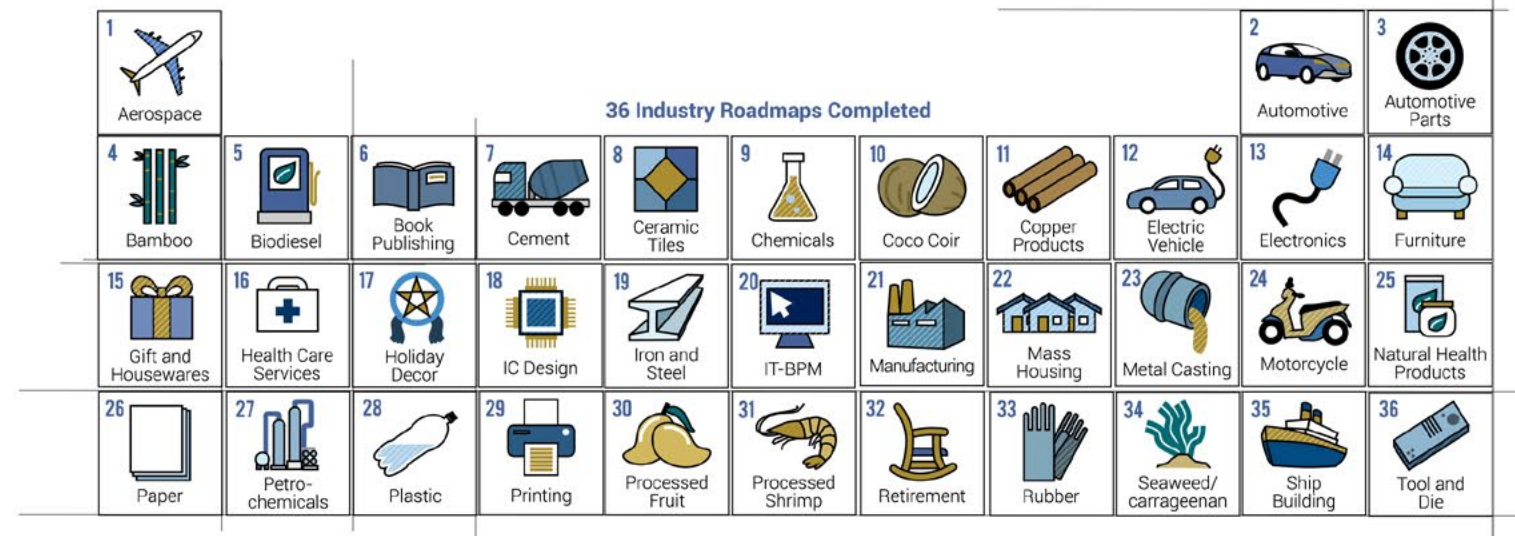 1
Aerospace
2
Automotive
3
Automotive
Parts
36 Industry Roadmaps Completed
4
Bamboo
5
Biodiesel
6
Book
Publishing
7
Cement
8
Ceramic
Tiles
9
Chemicals
10
Coco Coir
11
Copper
Products
12
Electric
Vehicle
13
Electronics
14
Furniture
15
Gift and
Housewares
16
Health Care
Services
17
Holiday
Decor
18
IC Design
19
Iron and
Steel
20
IT-BPM
21
Manufacturing
22
Mass
Housing
23
Metal Casting
24
Motorcycle
25
Natural Health
Products
26
Paper
27
Petro-
chemicals
28
Plastic
29
Printing
30
Processed
Fruit
31
Processed
Shrimp
32
Retirement
33
Rubber
34
Seaweed/
carrageenan
35
Ship
Building
36
Tool and
Die